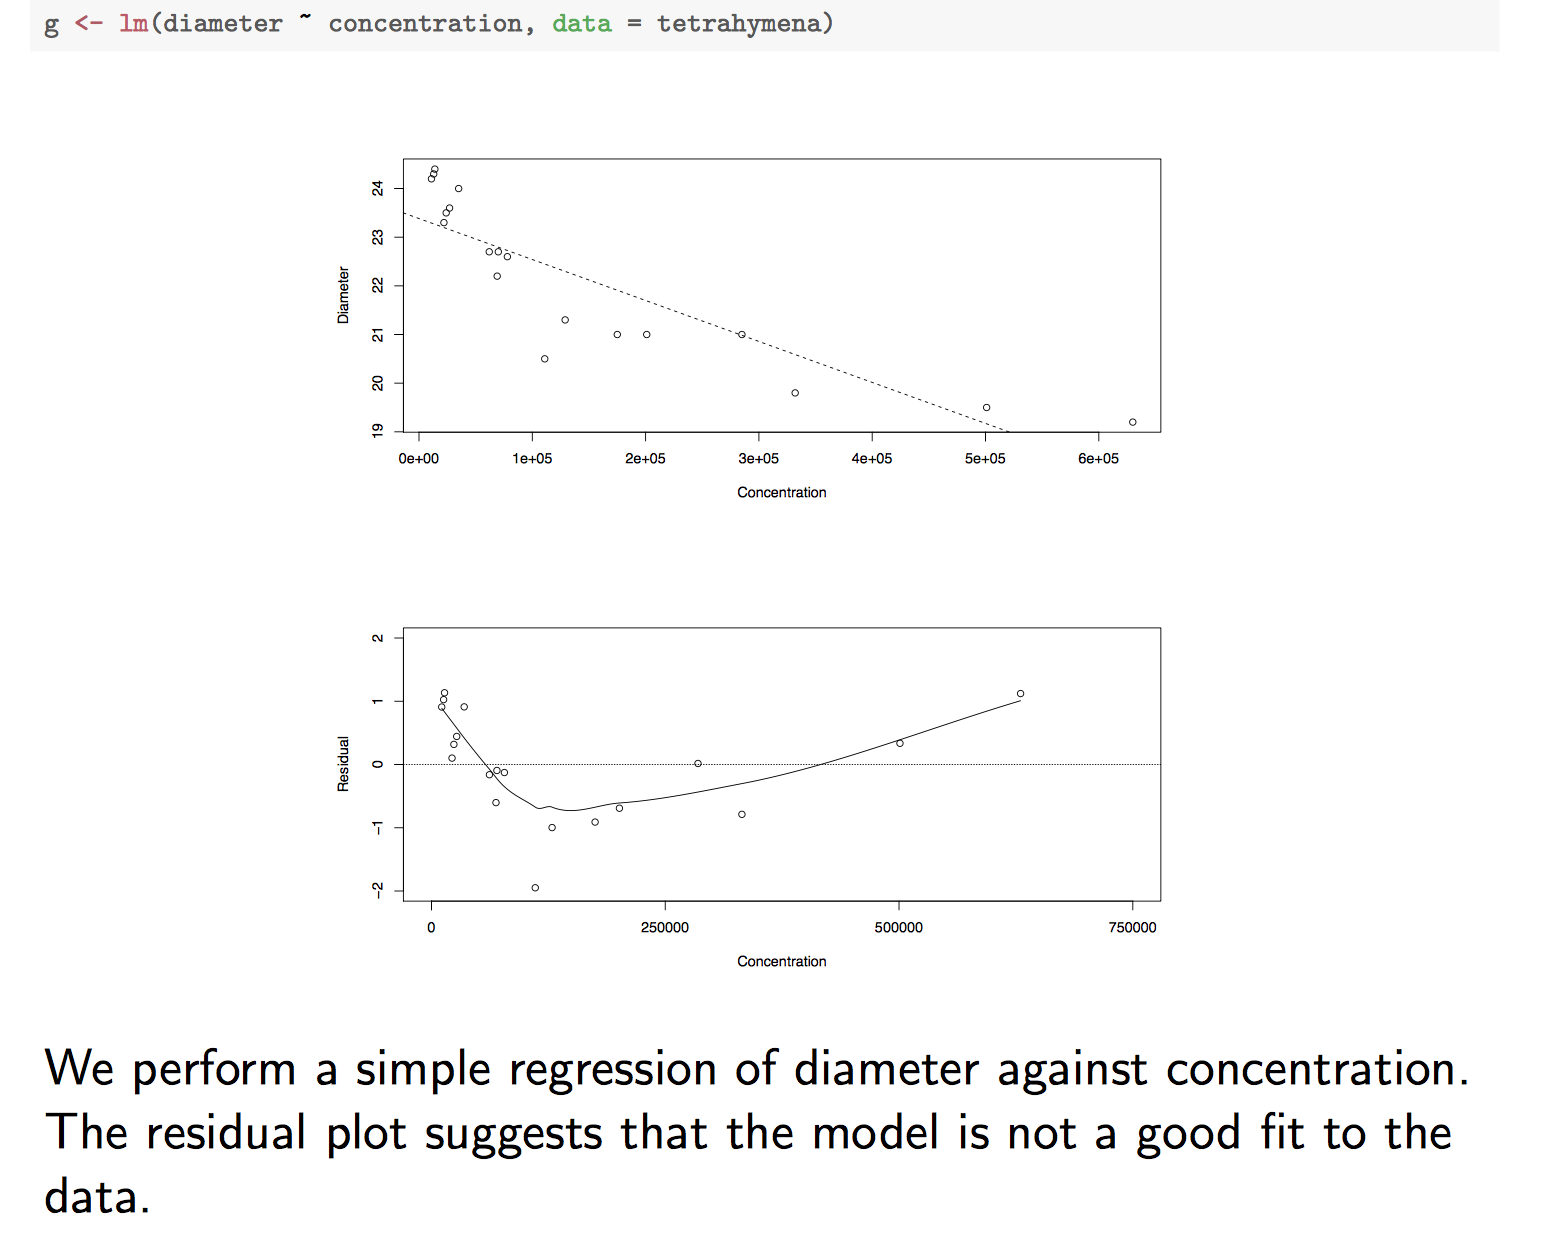 g <- lm(diameter ~ concentration, data = tetrahymena)
24
23
22
21
20
19
Diameter
0e+00 1e+05 2e+05 3e+05 4e+05 5e+05 6e+05
Concentration
2
1
0
−1
−2
Residual
0 250000 500000 750000
Concentration
We perform a simple regression of diameter against concentration.
The residual plot suggests that the model is not a good fit to the
data.